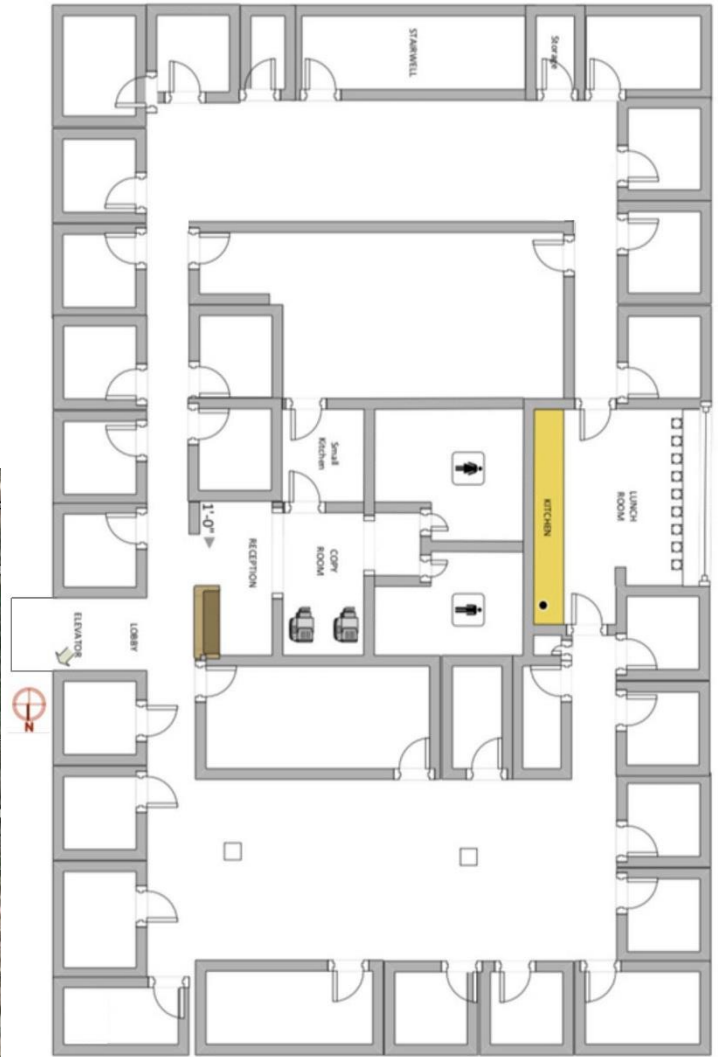 STAIRWELL
Storage
Small
Kitchen
1'-0"
RECEPTION
COPY
ROOM
KITCHEN
LUNCH
ROOM
ELEVATOR
LOBBY
N